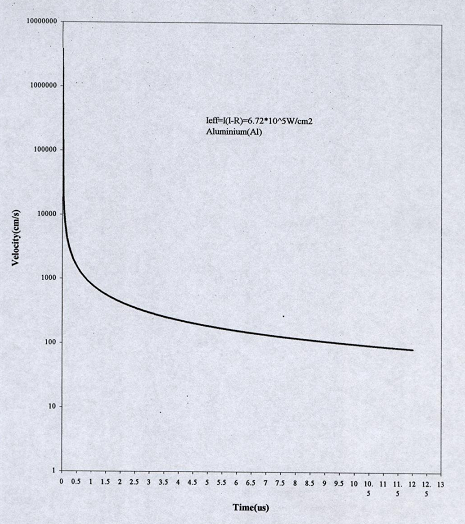 10000000
1000000
100000
10000
1000
100
10
1
Velocity(cm/s)
Ieff=I(l-R)=6.72*10^5W/cm2
Aluminium(Al)
0 0.5 1 1.5 2 2.5 3 3.5 4 4.5 5 5.5 6 6.5 7 7.5 8 8.5 9 9.5 10 10. 11 11. 12 12. 13
5 5 5
Time(us)